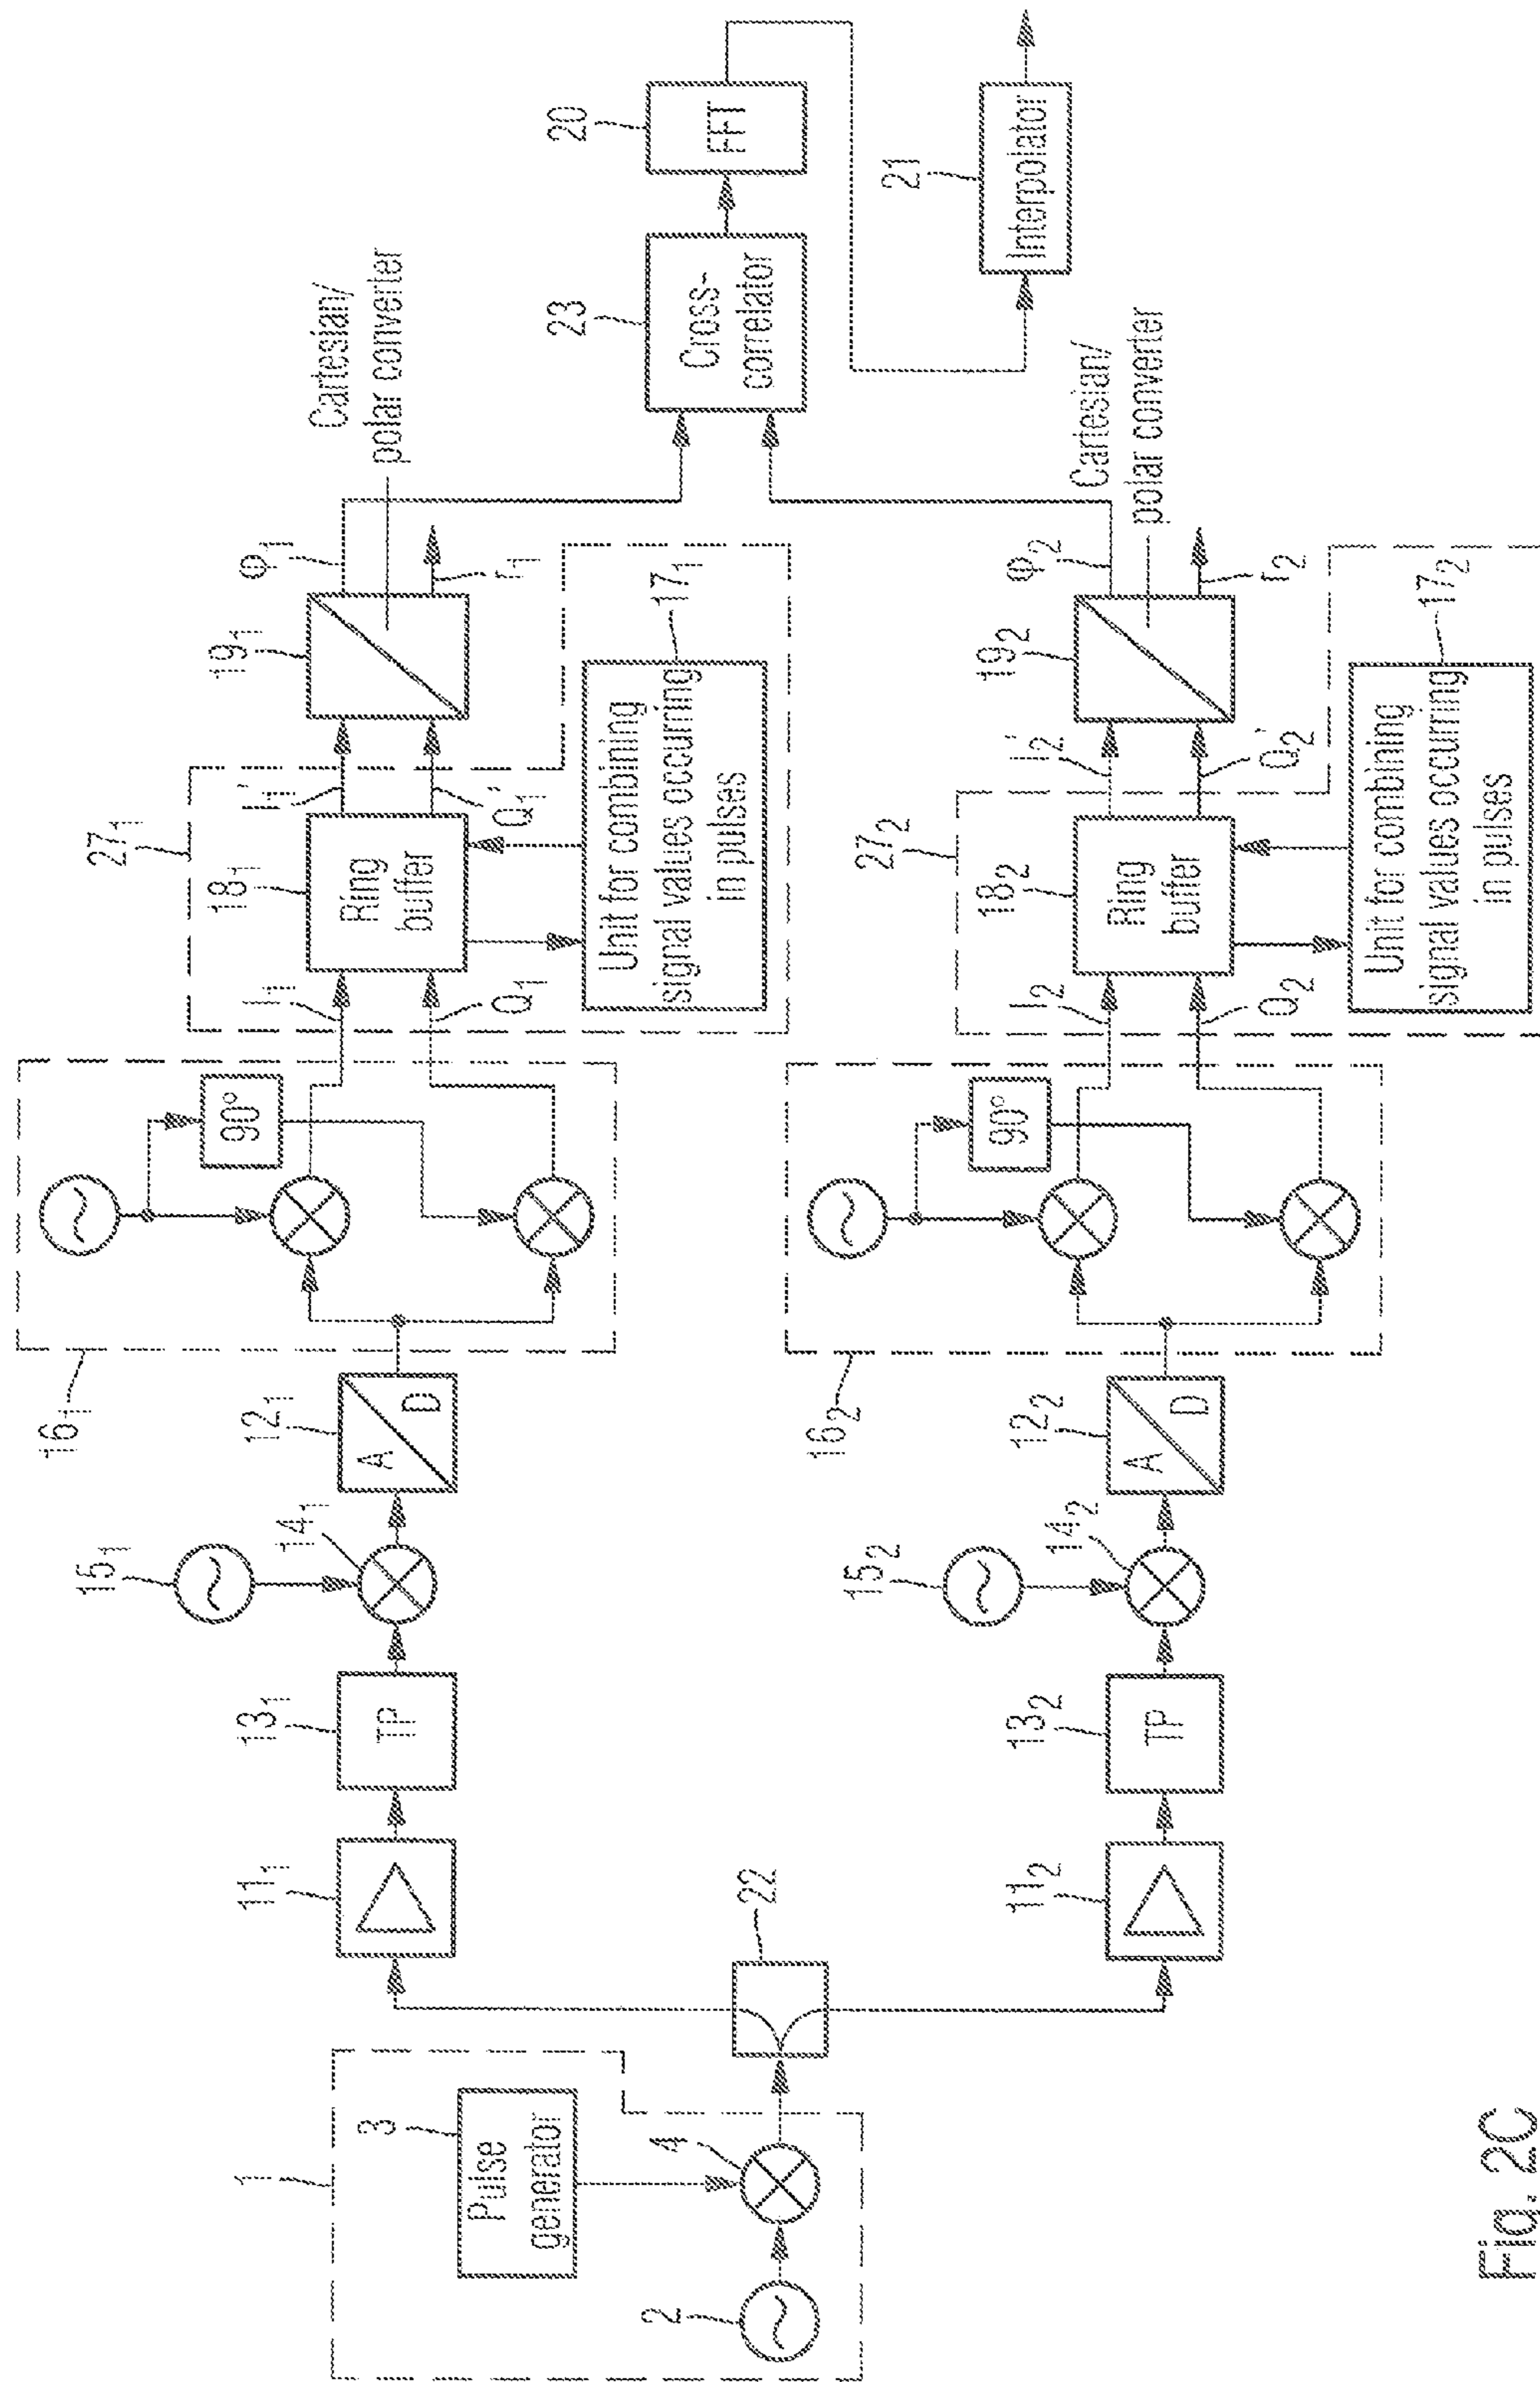 1
3
Pulse
generator
2
4
22
11₁
13₁
TP
15₁
14₁
12₁
A
D
16₁
90°
I₁
Q₁
27₁
18₁
Ring
buffer
I₁'
Q₁'
Unit for combining
signal values occurring
in pulses
17₁
19₁
φ₁
r₁
Cartesian/
polar converter
11₂
13₂
TP
15₂
14₂
12₂
A
D
16₂
90°
I₂
Q₂
27₂
18₂
Ring
buffer
I₂'
Q₂'
Unit for combining
signal values occurring
in pulses
17₂
19₂
φ₂
r₂
Cartesian/
polar converter
23
Cross-
correlator
20
FFT
21
Interpolator
Fig. 2C